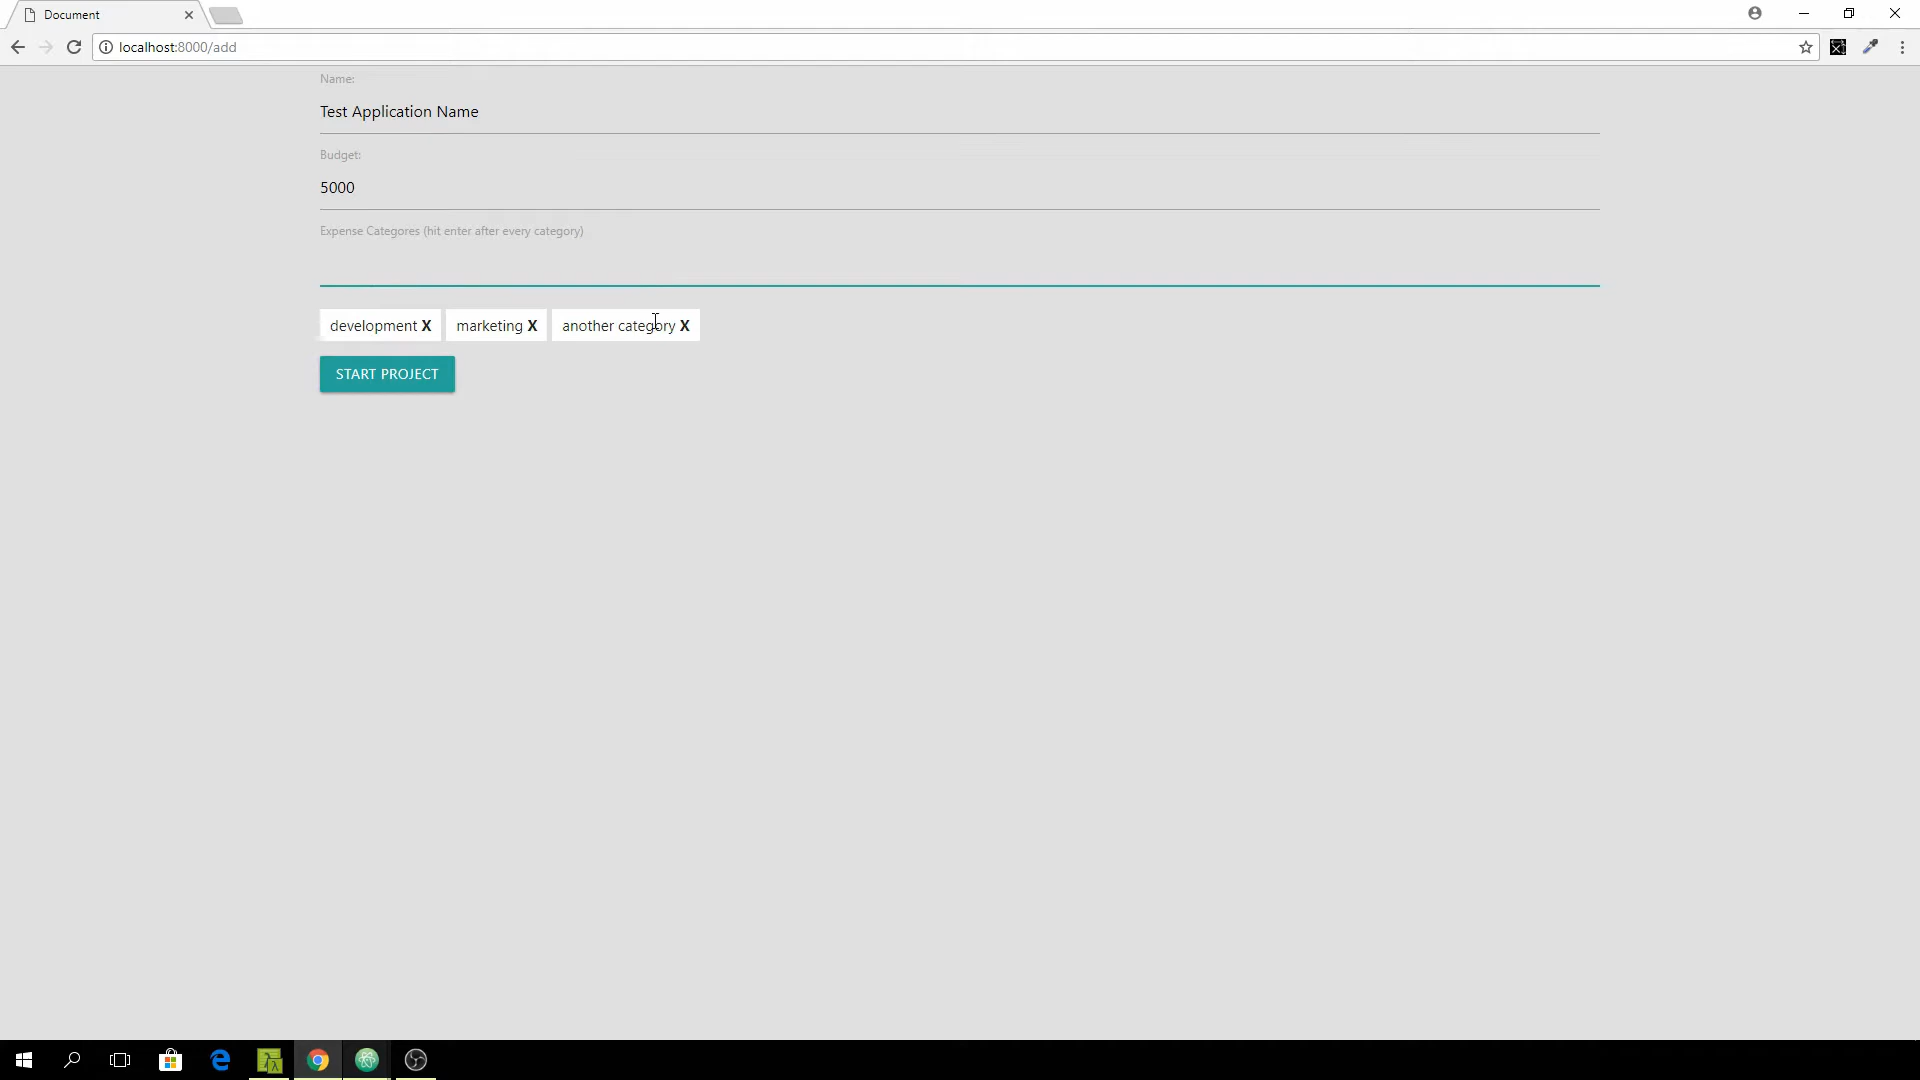 Document
localhost:8000/add
Name:
Test Application Name
Budget:
5000
Expense Categores (hit enter after every category)
development X marketing X another category X
START PROJECT